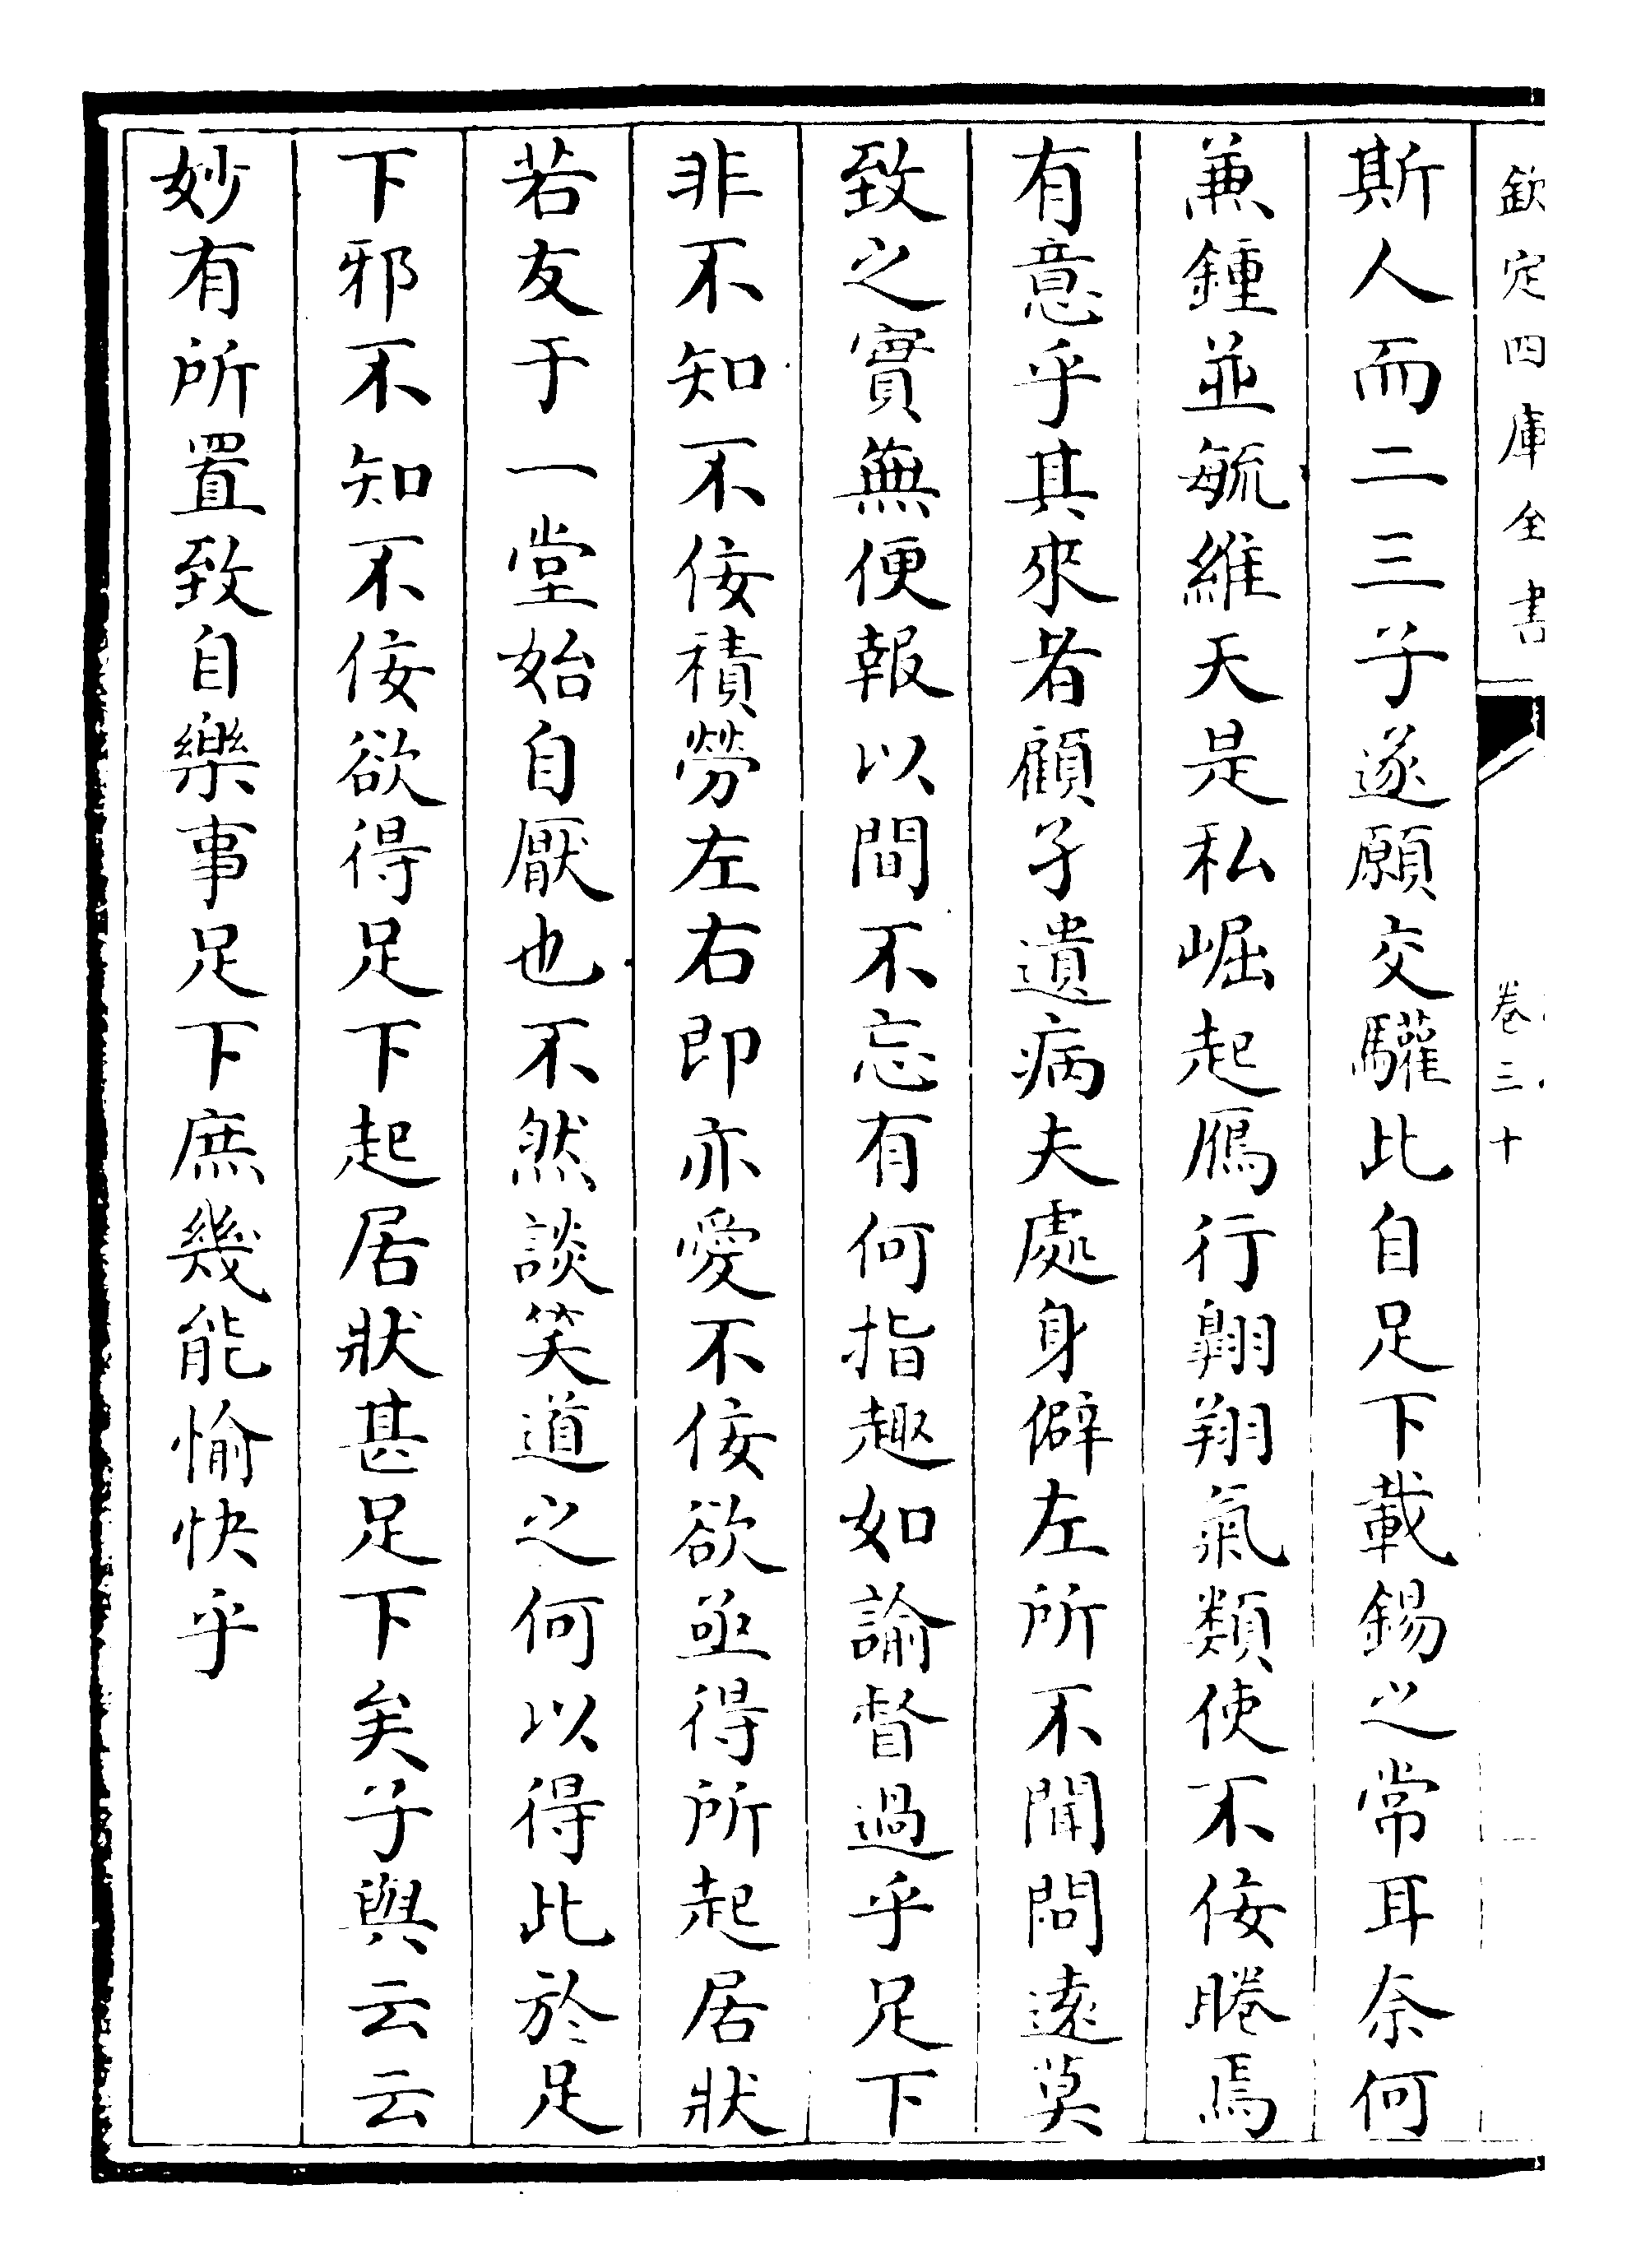 欽定四庫全書
卷三十
斯人而二三子遂願交驩比自足下載錫之常耳奈何
兼鍾並毓維天是私崛起鴈行翺翔氣類使不佞睠焉
有意乎其來者顧孑遺病夫處身僻左所不聞問遠莫
致之實無便報以間不忘有何指趣如諭督過乎足下
非不知不佞積勞左右即亦愛不佞欲亟得所起居狀
若友于一堂始自厭也不然談笑道之何以得此於足
下邪不知不佞欲得足下起居狀甚足下矣子與云云
妙有所置致自樂事足下庶幾能愉快乎